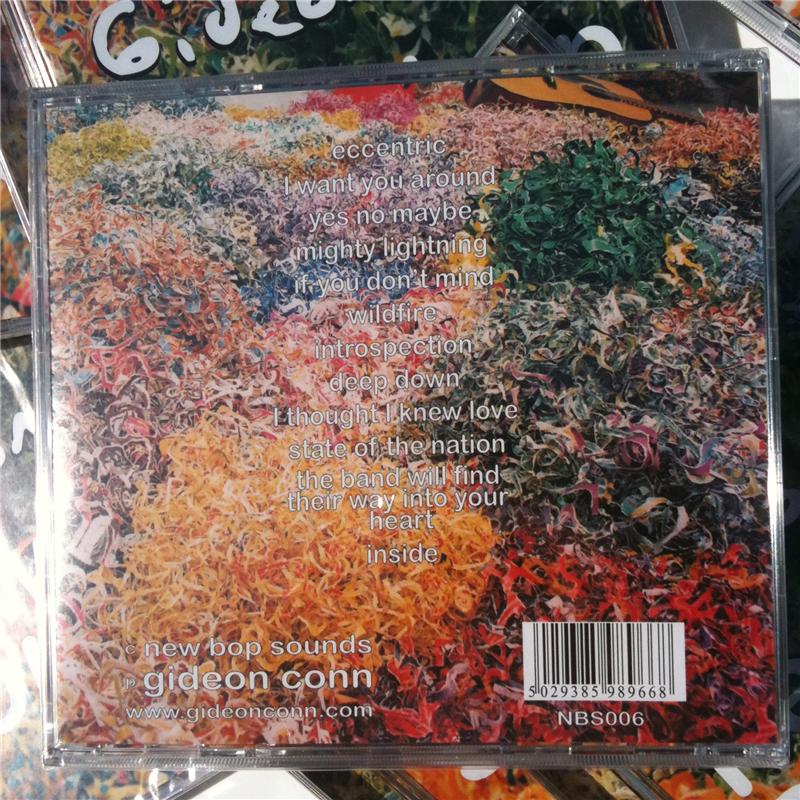 eccentric
I want you around
yes no maybe
mighty lightning
if you don't mind
wildfire
introspection
deep down
I thought I knew love
state of the nation
the band will find
their way into your
heart
inside
c new bop sounds
p gideon conn
www.gideonconn.com
5 029385 989668
NBS006